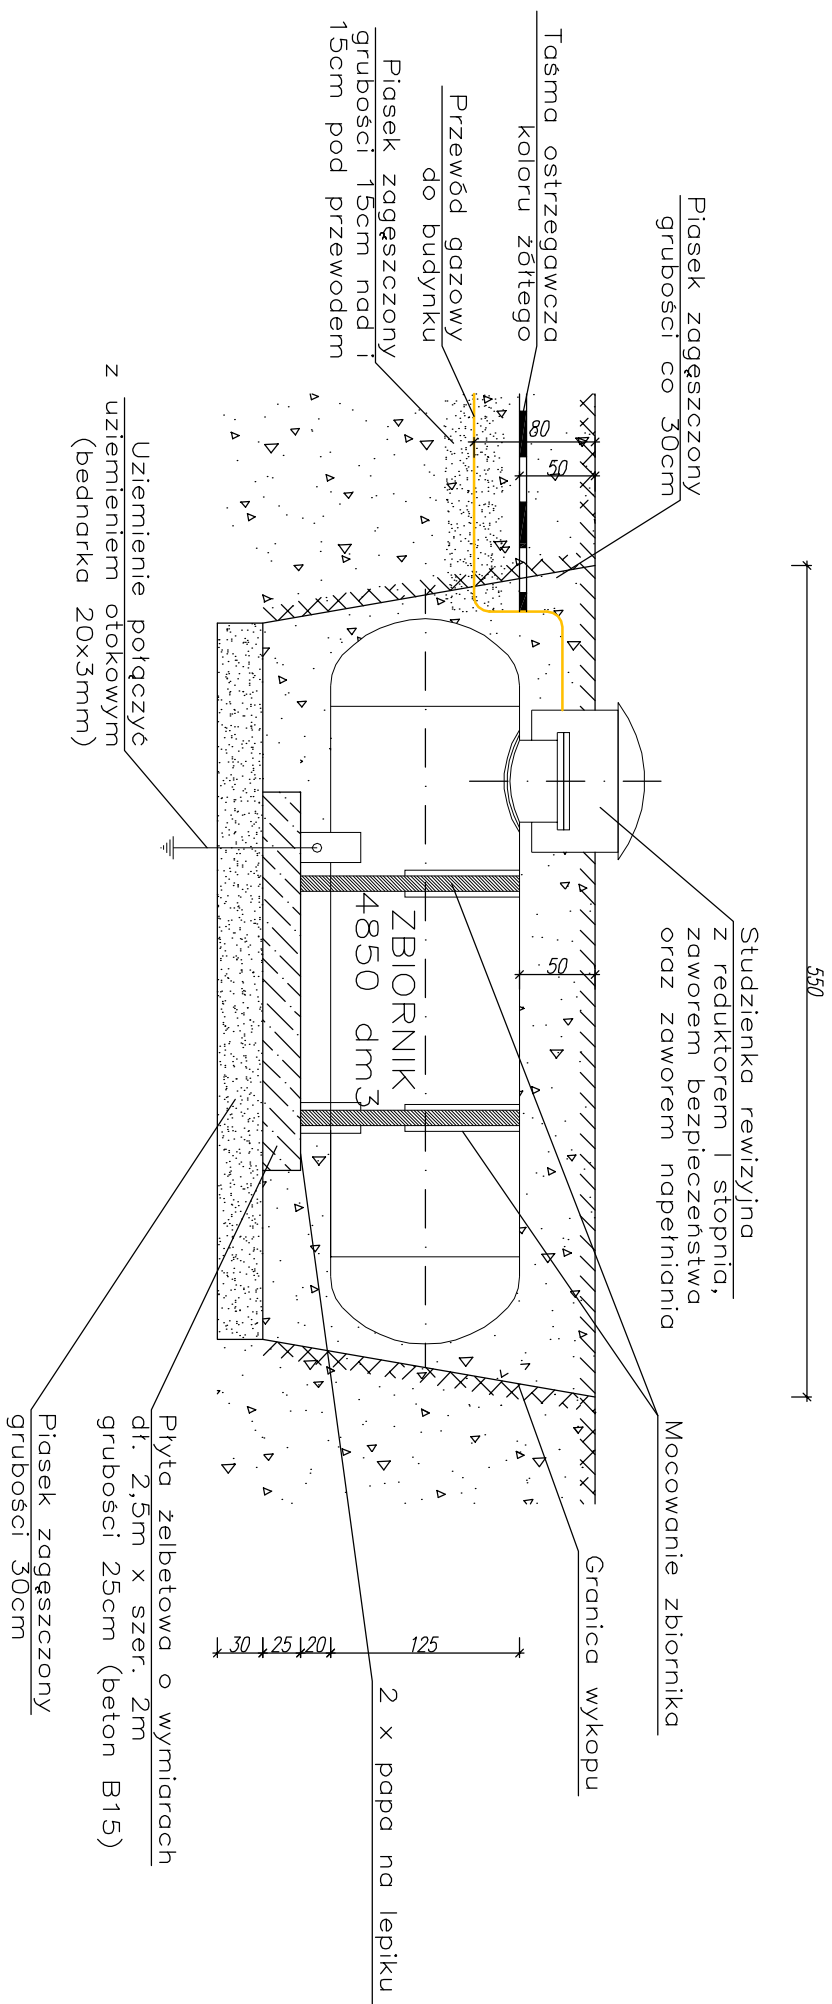 Taśma ostrzegawcza
koloru żółtego
Przewód gazowy
do budynku
Piasek zagęszczony
grubości 15cm nad i
15cm pod przewodem
Piasek zagęszczony
grubości co 30cm
Uziemienie połączyć
z uziemieniem otokowym
(bednarka 20x3mm)
80
50
550
50
ZBIORNIK
4850 dm3
Studzienka rewizyjna
z reduktorem I stopnia,
zaworem bezpieczeństwa
oraz zaworem napełniania
Mocowanie zbiornika
Granica wykopu
30
25
20
125
2 x papa na lepiku
Płyta żelbetowa o wymiarach
dł. 2,5m x szer. 2m
grubości 25cm (beton B15)
Piasek zagęszczony
grubości 30cm